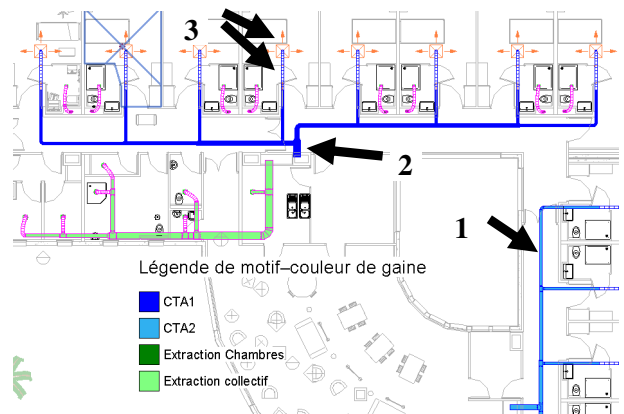 3
2
1
Légende de motif–couleur de gaine
CTA1
CTA2
Extraction Chambres
Extraction collectif